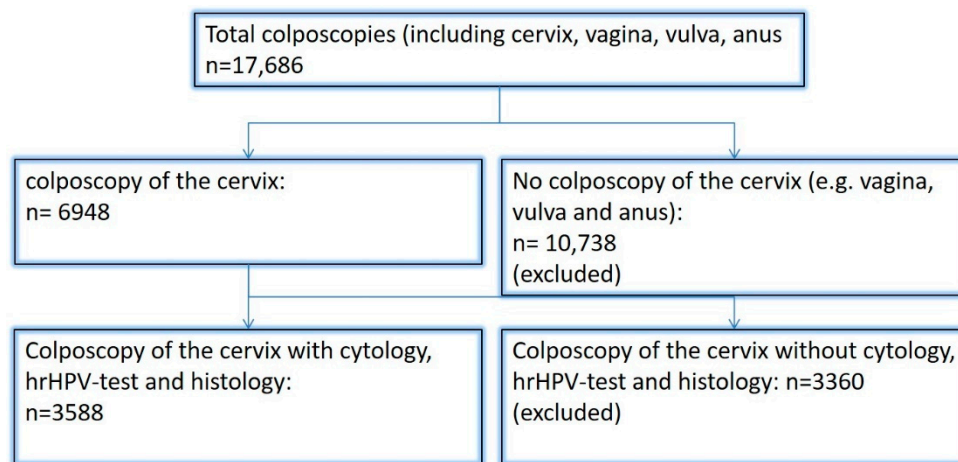 Total colposcopies (including cervix, vagina, vulva, anus
n=17,686
colposcopy of the cervix:
n= 6948
No colposcopy of the cervix (e.g. vagina,
vulva and anus):
n= 10,738
(excluded)
Colposcopy of the cervix with cytology,
hrHPV-test and histology:
n=3588
Colposcopy of the cervix without cytology,
hrHPV-test and histology: n=3360
(excluded)